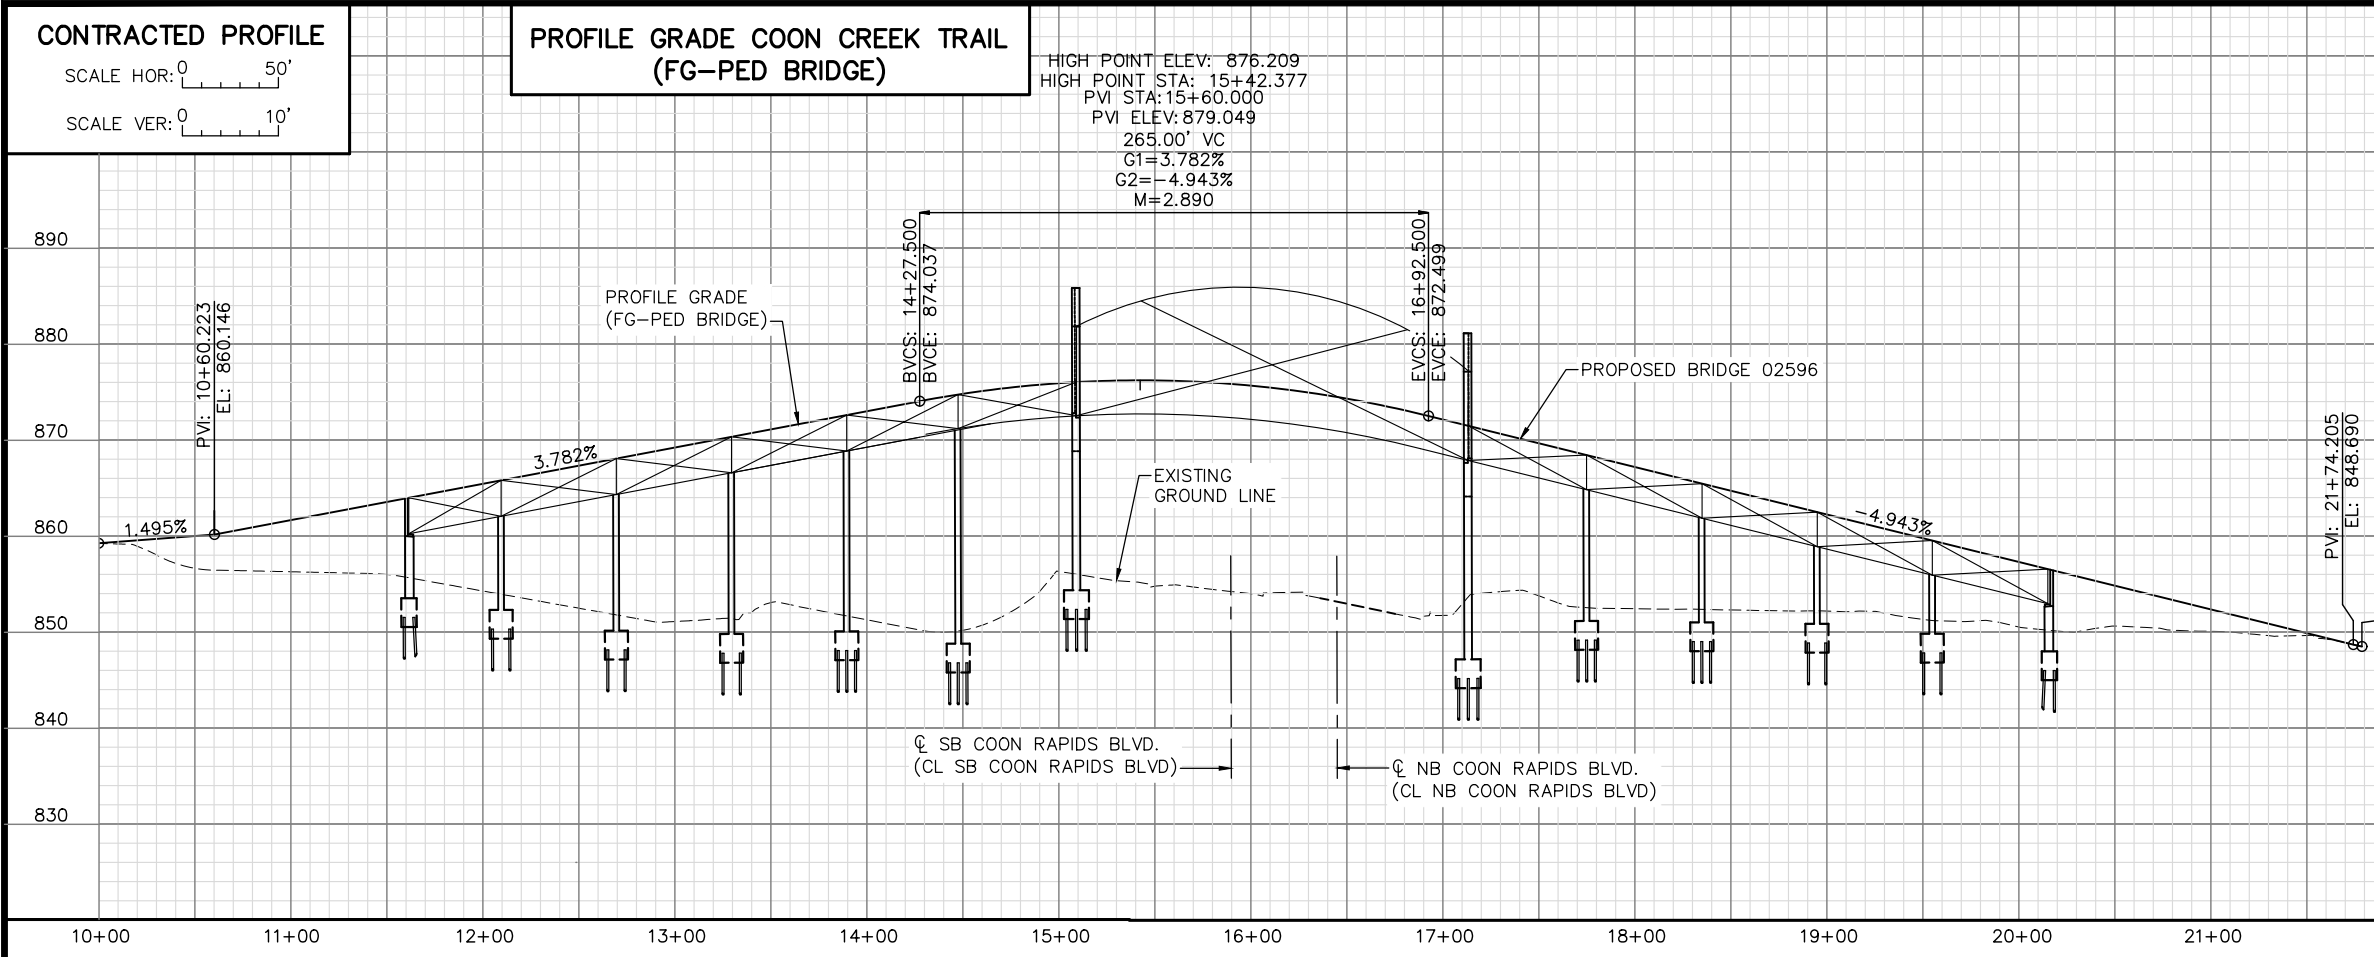 CONTRACTED PROFILE
SCALE HOR: 0 50'
SCALE VER: 0 10'
PROFILE GRADE COON CREEK TRAIL
(FG-PED BRIDGE)
HIGH POINT ELEV: 876.209
HIGH POINT STA: 15+42.377
PVI STA:15+60.000
PVI ELEV:879.049
265.00' VC
G1=3.782%
G2=-4.943%
M=2.890
BVCS: 14+27.500
BVCE: 874.037
EVCS: 16+92.500
EVCE: 872.499
PVI: 10+60.223
EL: 860.146
PROFILE GRADE
(FG-PED BRIDGE)
PROPOSED BRIDGE 02596
PVI: 21+74.205
EL: 848.690
1.495%
3.782%
-4.943%
EXISTING
GROUND LINE
℄ SB COON RAPIDS BLVD.
(CL SB COON RAPIDS BLVD)
℄ NB COON RAPIDS BLVD.
(CL NB COON RAPIDS BLVD)
890
880
870
860
850
840
830
10+00 11+00 12+00 13+00 14+00 15+00 16+00 17+00 18+00 19+00 20+00 21+00